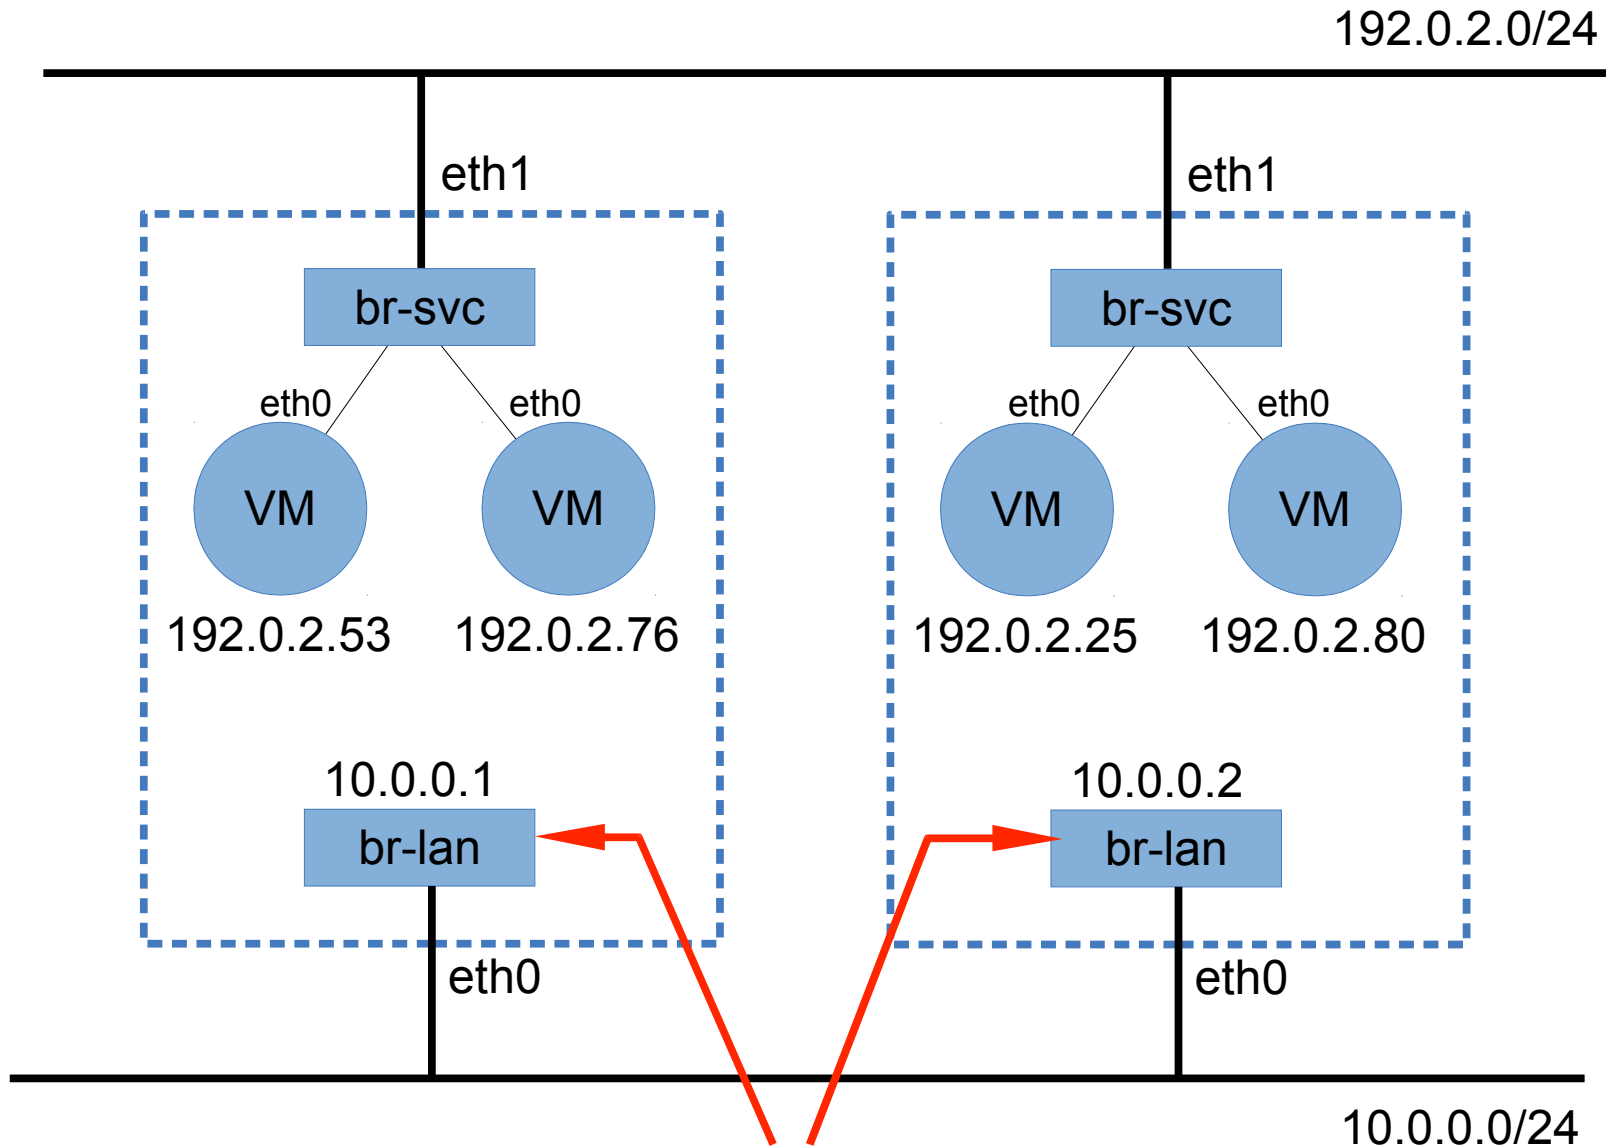 192.0.2.0/24
eth1
eth1
br-svc
br-svc
eth0
eth0
eth0
eth0
VM
VM
VM
VM
192.0.2.53
192.0.2.76
192.0.2.25
192.0.2.80
10.0.0.1
10.0.0.2
br-lan
br-lan
eth0
eth0
10.0.0.0/24